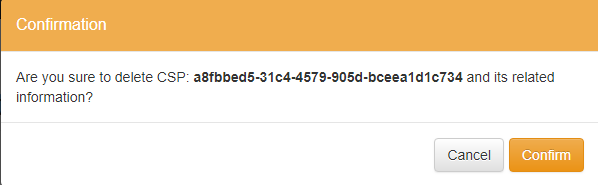 Confirmation
Are you sure to delete CSP: a8fbbed5-31c4-4579-905d-bceea1d1c734 and its related
information?
Cancel Confirm